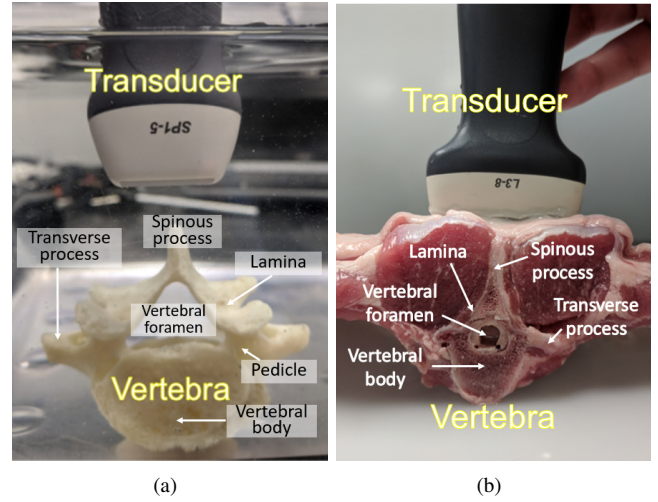 Transducer
SP1-5
Spinous
process
Transverse
process
Lamina
Vertebral
foramen
Pedicle
Vertebra
Vertebral
body
(a)
Transducer
L3-8
Lamina
Spinous
process
Vertebral
foramen
Transverse
process
Vertebral
body
Vertebra
(b)